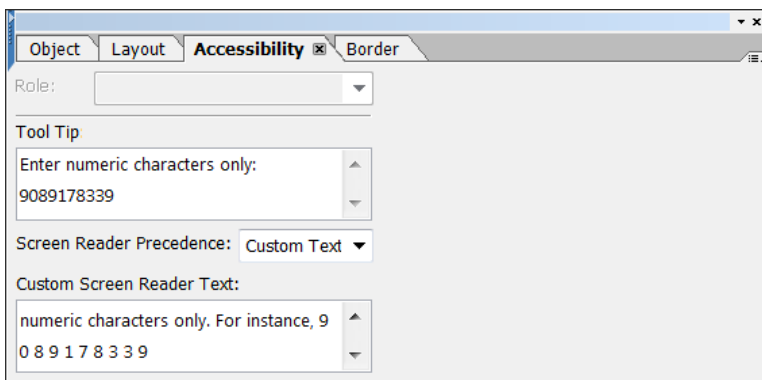 Object Layout Accessibility Border
Role:
Tool Tip
Enter numeric characters only:
9089178339
Screen Reader Precedence: Custom Text
Custom Screen Reader Text:
numeric characters only. For instance, 9
0 8 9 1 7 8 3 3 9